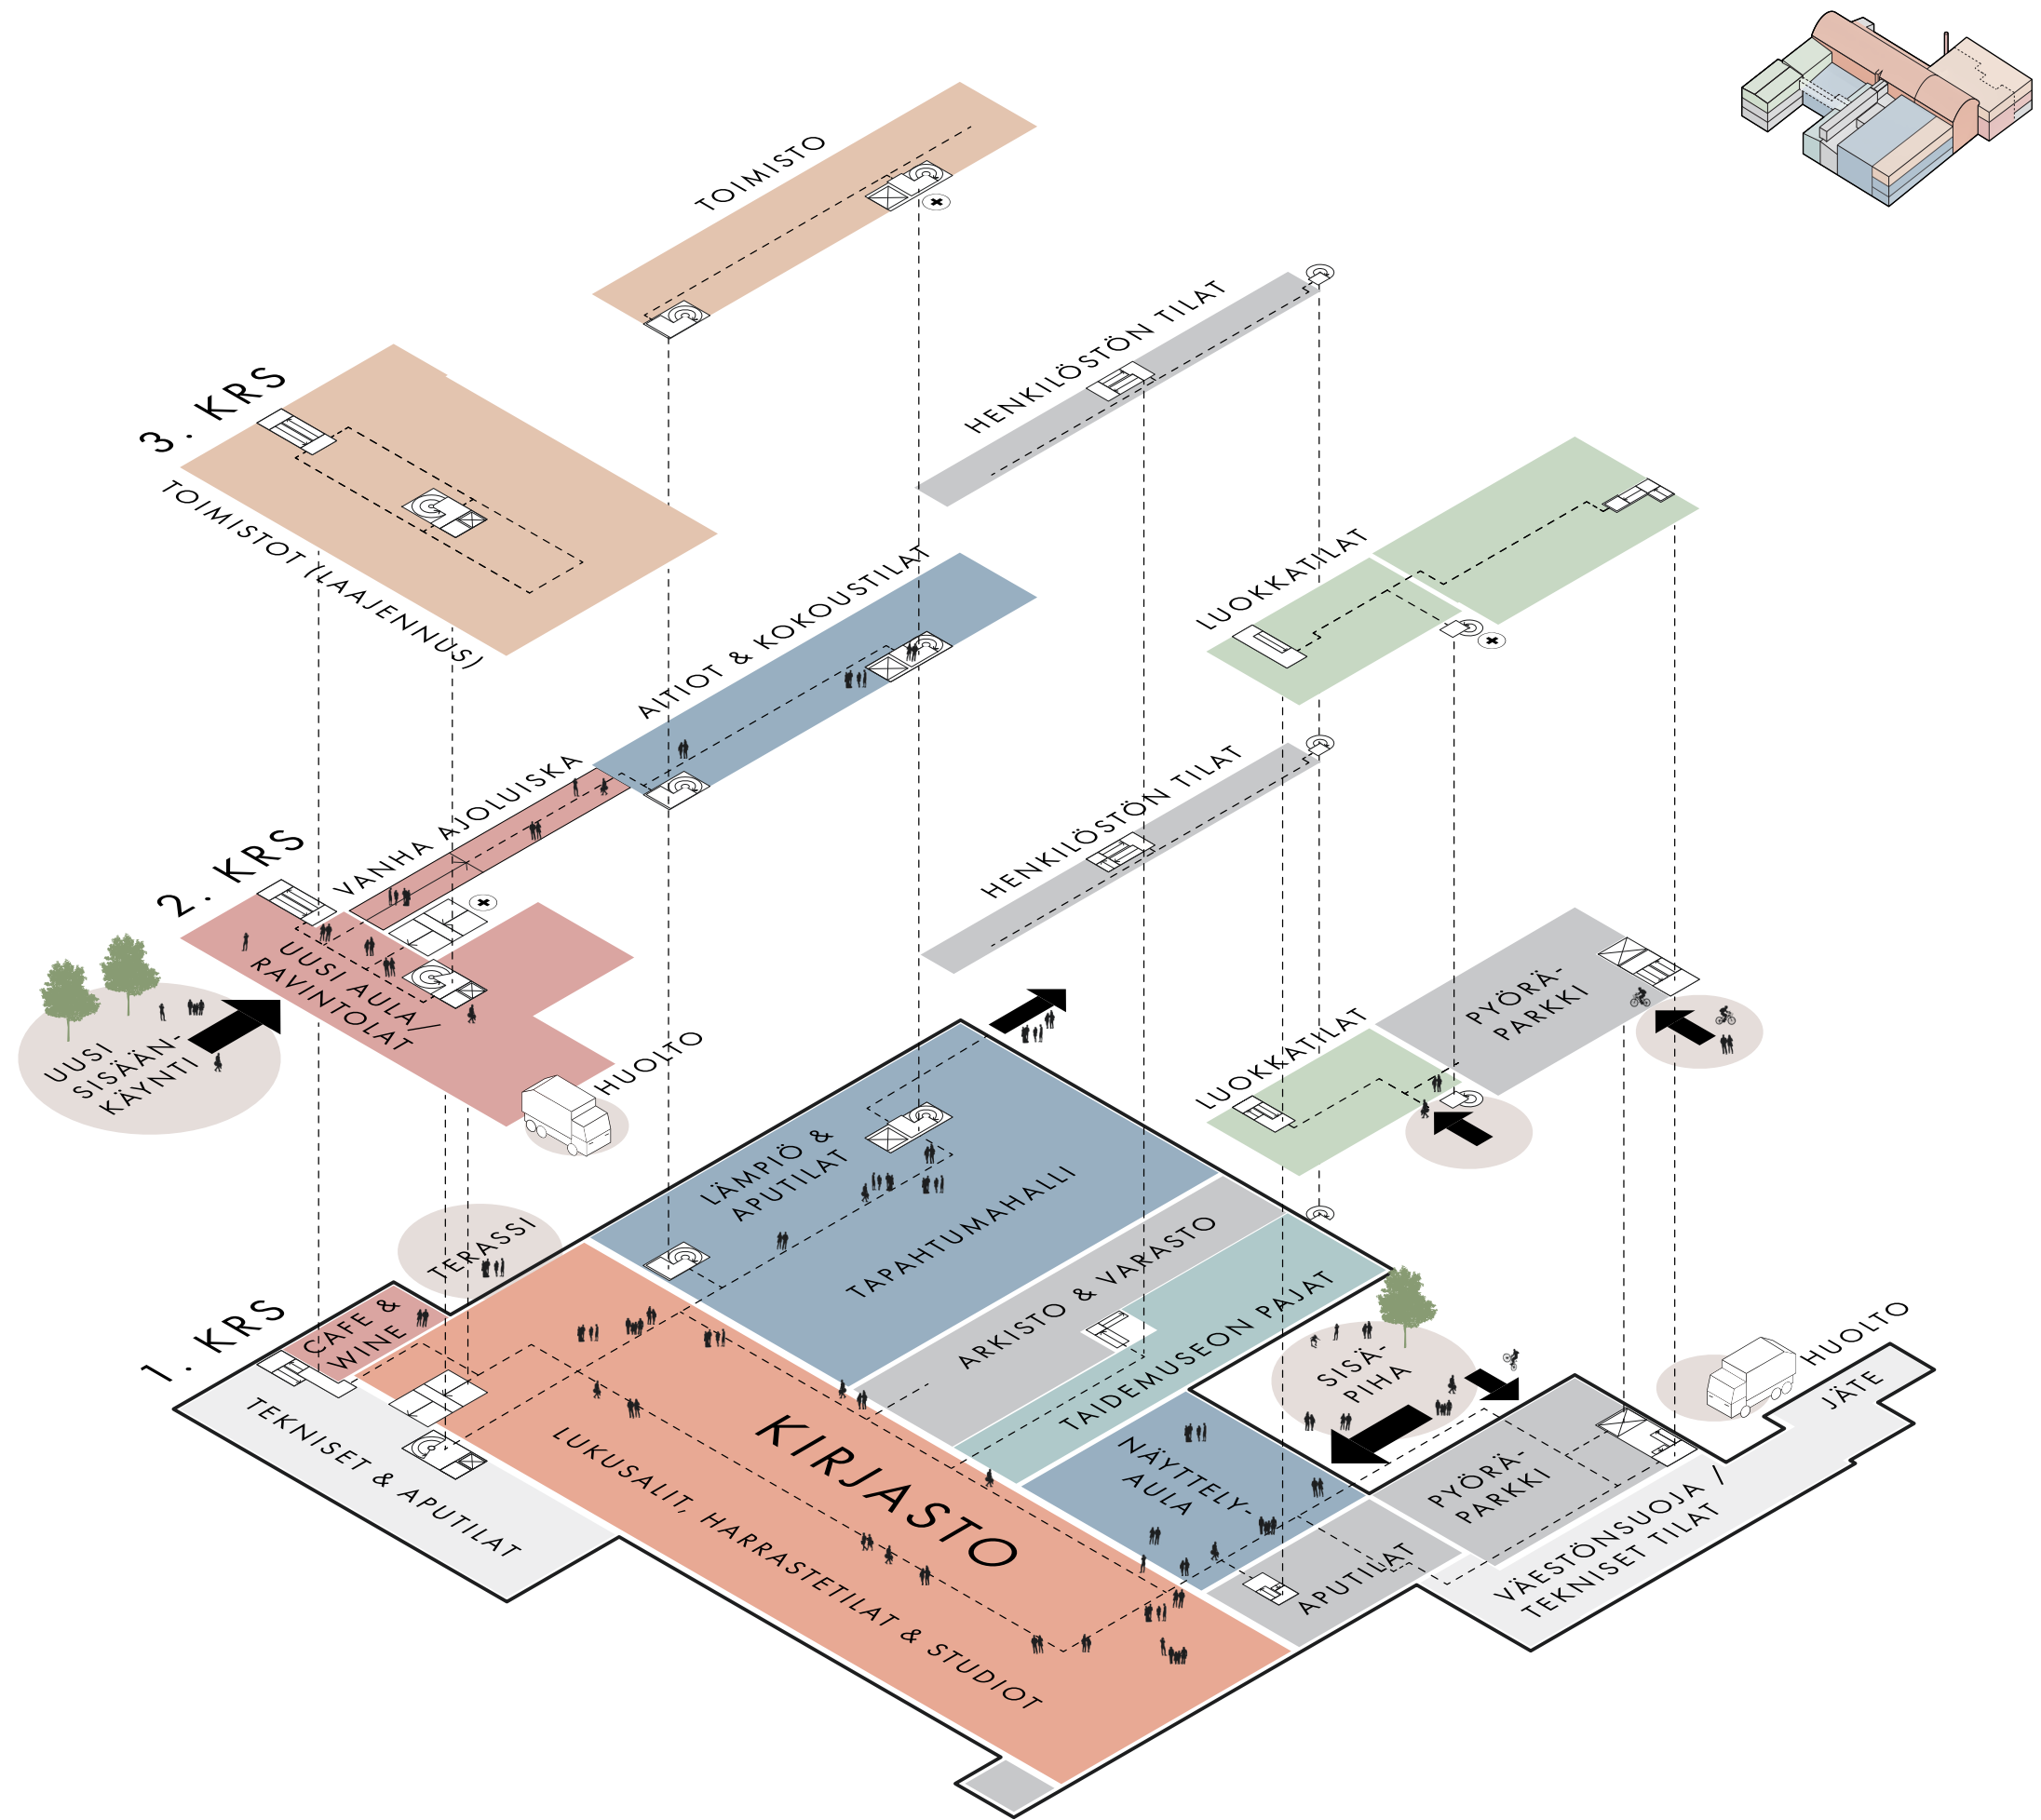 TOIMISTO
HENKILÖSTÖN TILAT
3. KRS
TOIMISTOT (LAAJENNUS)
LUOKKATILAT
AITIOT & KOKOUSTILAT
HENKILÖSTÖN TILAT
2. KRS
VANHA AJOLUISKA
UUSI AULA/
RAVINTOLAT
UUSI
SISÄÄN-
KÄYNTI
HUOLTO
PYÖRÄ-
PARKKI
LUOKKATILAT
TERASSI
LÄMPIÖ &
APUTILAT
TAPAHTUMAHALLI
1. KRS
CAFE &
WINE
ARKISTO & VARASTO
TAIDEMUSEON PAJAT
SISÄ-
PIHA
HUOLTO
JÄTE
TEKNISET & APUTILAT
KIRJASTO
LUKUSALIT, HARRASTETILAT & STUDIOT
NÄYTTELY-
AULA
PYÖRÄ-
PARKKI
APUTILAT
VÄESTÖNSUOJA /
TEKNISET TILAT